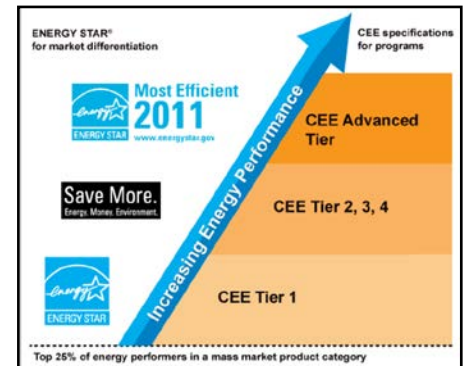 ENERGY STAR®
for market differentiation
CEE specifications
for programs
energy
ENERGY STAR
Most Efficient
2011
www.energystar.gov
Increasing Energy Performance
CEE Advanced
Tier
Save More.
Energy. Money. Environment.
CEE Tier 2, 3, 4
energy
ENERGY STAR
CEE Tier 1
Top 25% of energy performers in a mass market product category